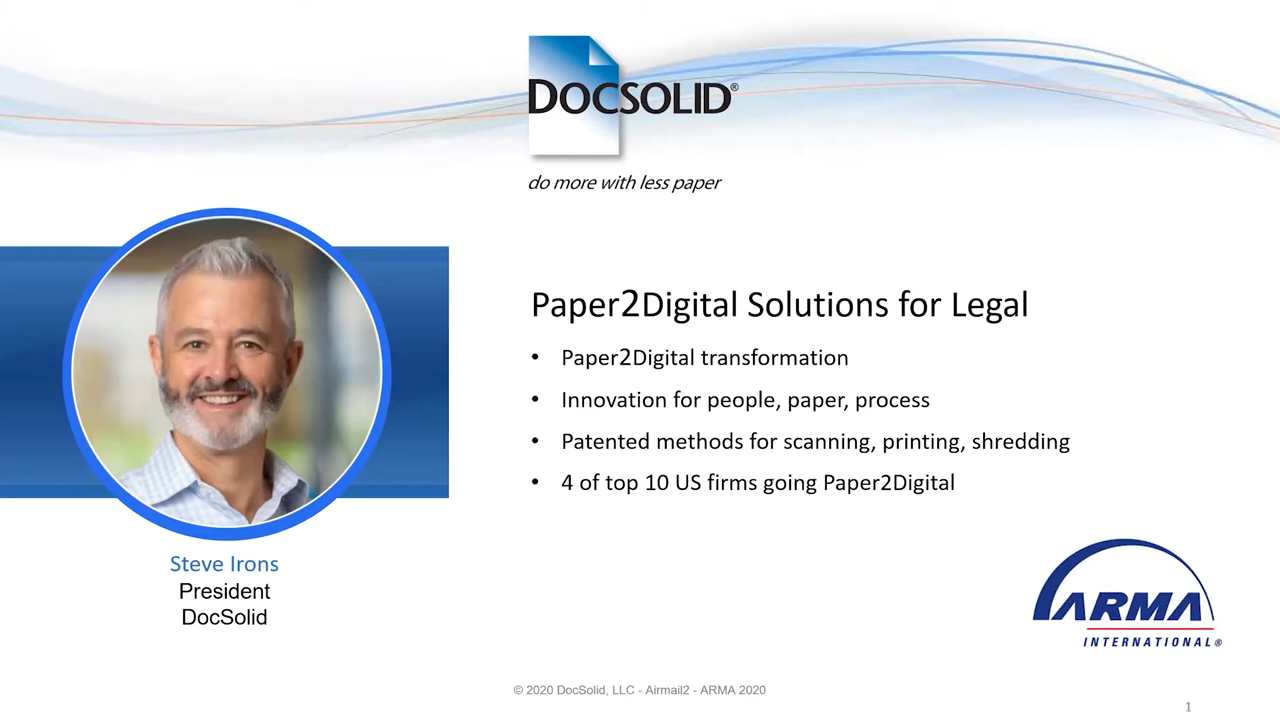 DOCSOLID®
do more with less paper
Paper2Digital Solutions for Legal
• Paper2Digital transformation
• Innovation for people, paper, process
• Patented methods for scanning, printing, shredding
• 4 of top 10 US firms going Paper2Digital
Steve Irons
President
DocSolid
ARMA
INTERNATIONAL®
© 2020 DocSolid, LLC - Airmail2 - ARMA 2020
1